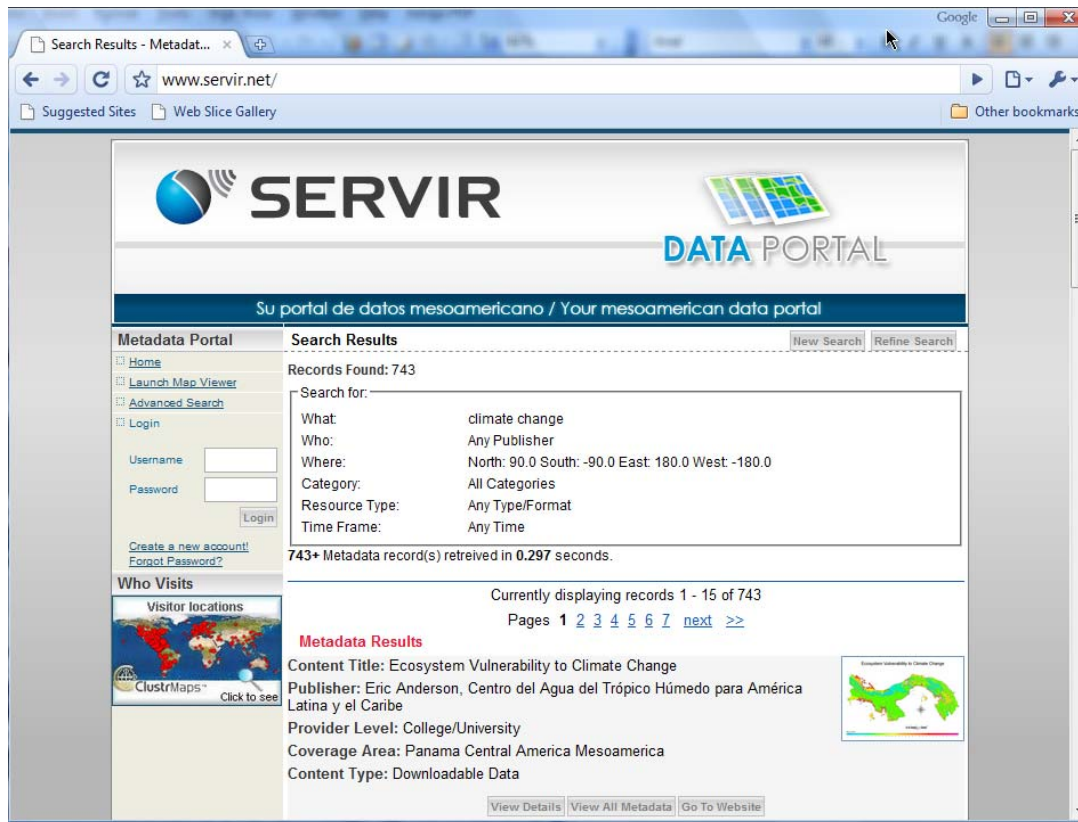 Google
Search Results - Metadat...
www.servir.net/
Suggested Sites Web Slice Gallery Other bookmarks
SERVIR
DATA PORTAL
Su portal de datos mesoamericano / Your mesoamerican data portal
Metadata Portal
Home
Launch Map Viewer
Advanced Search
Login
Username
Password
Login
Create a new account!
Forgot Password?
Who Visits
Visitor locations
ClustrMaps
Click to see
Search Results New Search Refine Search
Records Found: 743
Search for:
What: climate change
Who: Any Publisher
Where: North: 90.0 South: -90.0 East: 180.0 West: -180.0
Category: All Categories
Resource Type: Any Type/Format
Time Frame: Any Time
743+ Metadata record(s) retreived in 0.297 seconds.
Currently displaying records 1 - 15 of 743
Pages 1 2 3 4 5 6 7 next >>
Metadata Results
Content Title: Ecosystem Vulnerability to Climate Change
Publisher: Eric Anderson, Centro del Agua del Trópico Húmedo para América
Latina y el Caribe
Provider Level: College/University
Coverage Area: Panama Central America Mesoamerica
Content Type: Downloadable Data
Ecosystem Vulnerability to Climate Change
View Details View All Metadata Go To Website